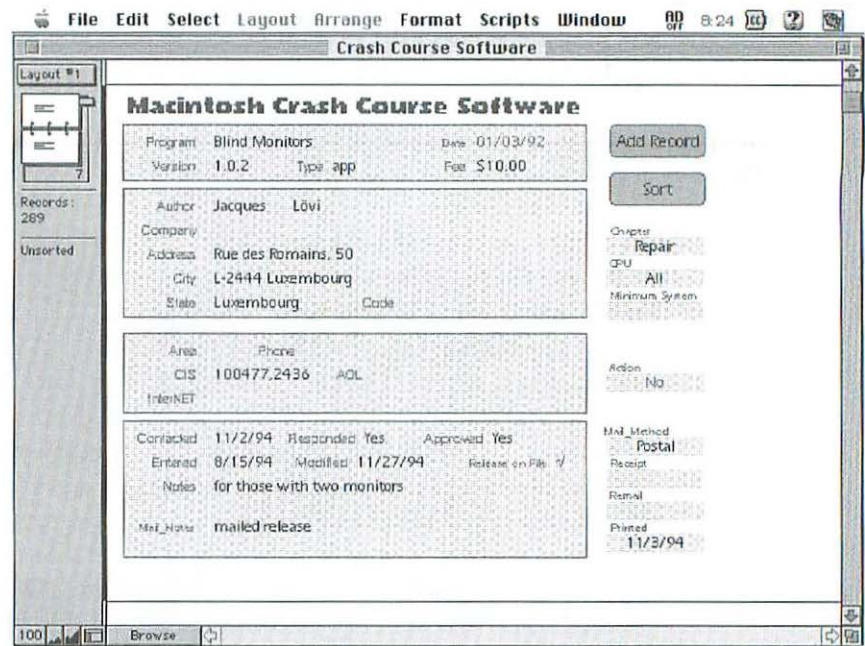 File Edit Select Layout Arrange Format Scripts Window AD OFF 8:24
Crash Course Software
Layout #1
7
Records:
289
Unsorted
Macintosh Crash Course Software
Program Blind Monitors Date 01/03/92
Version 1.0.2 Type app Fee $10.00
Author Jacques Lövi
Company
Address Rue des Romains, 50
City L-2444 Luxembourg
State Luxembourg Code
Area Phone
CIS 100477,2436 AOL
InterNET
Contacted 11/2/94 Responded Yes Approved Yes
Entered 8/15/94 Modified 11/27/94 Release on File √
Notes for those with two monitors
Mail_Notes mailed release
Add Record
Sort
Chapter
Repair
CPU
All
Minimum System
Action
No
Mail_Method
Postal
Receipt
Remail
Printed
11/3/94
100 Browse